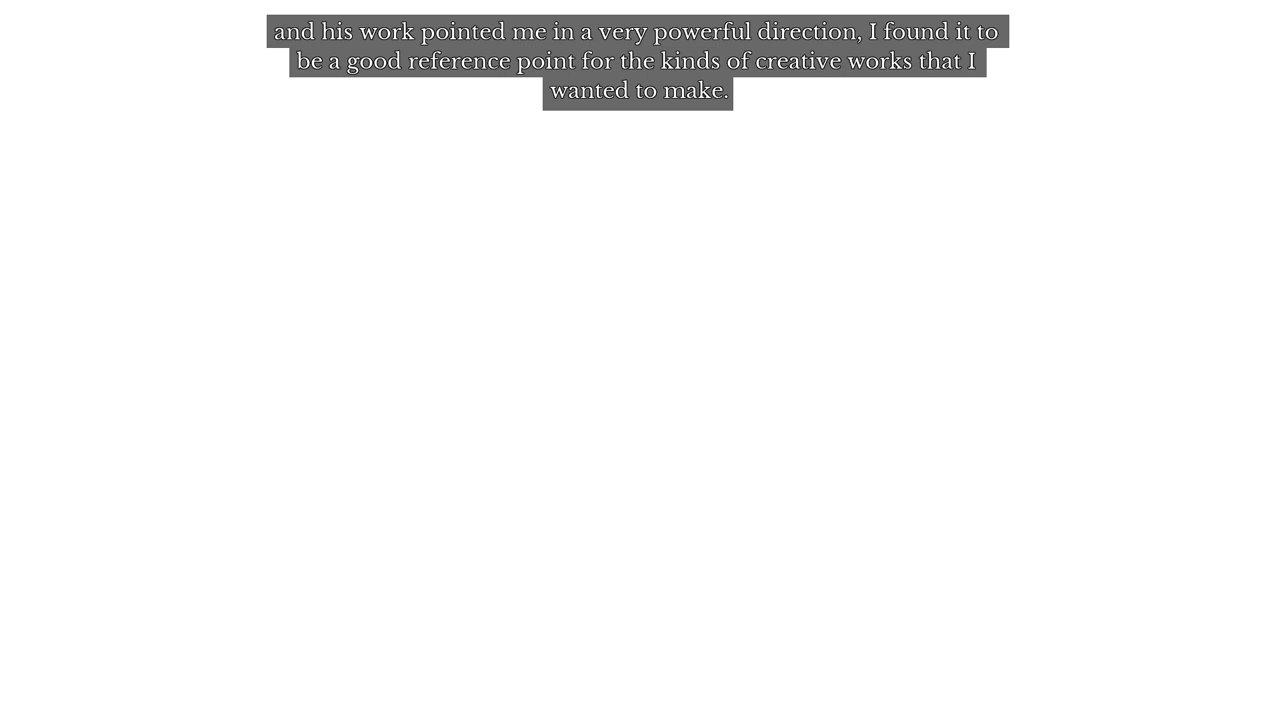 and his work pointed me in a very powerful direction, I found it to
be a good reference point for the kinds of creative works that I
wanted to make.